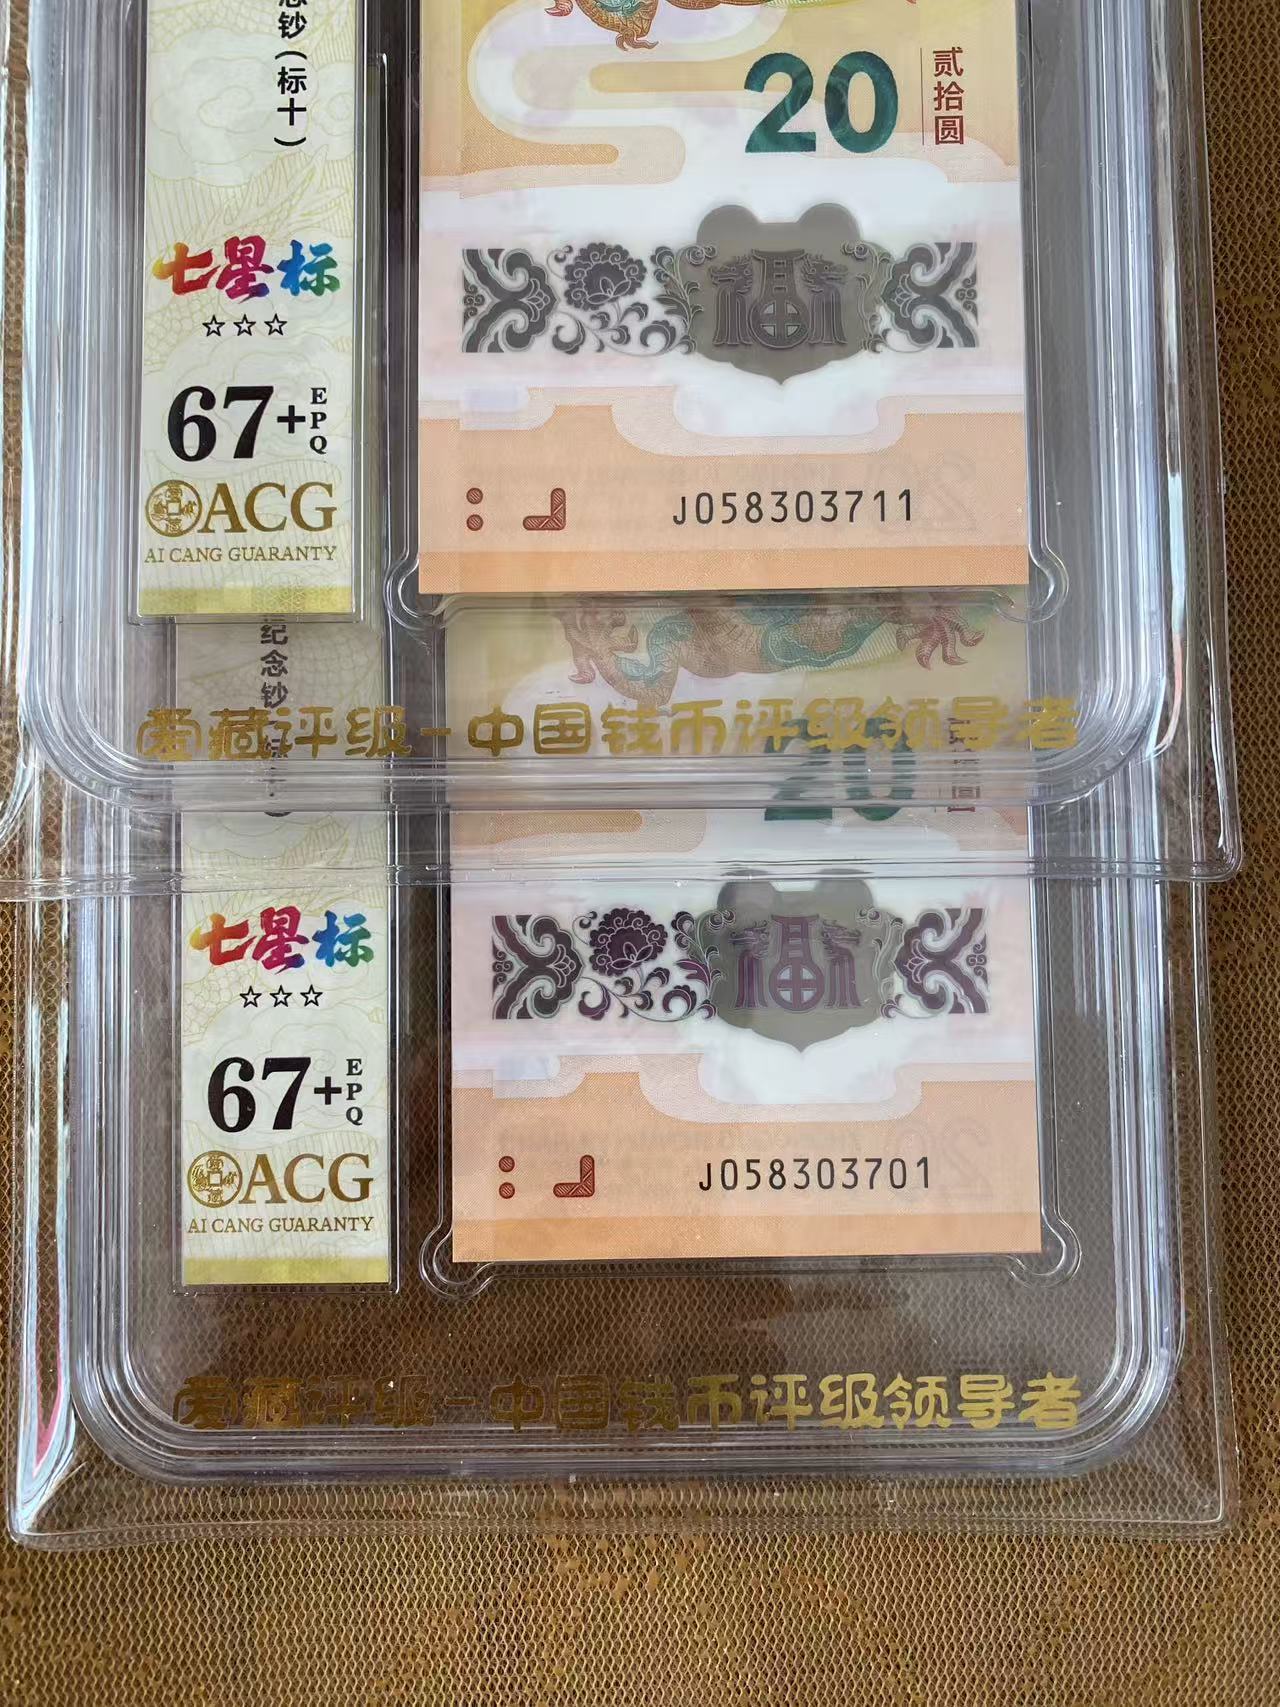 念钞(标十)
七星标
☆☆☆
67+
EPQ
ACG
AI CANG GUARANTY
20
贰拾圆
福
J058303711
爱藏评级-中国钱币评级领导者
纪念钞
20
七星标
☆☆☆
67+
EPQ
ACG
AI CANG GUARANTY
福
J058303701
爱藏评级-中国钱币评级领导者